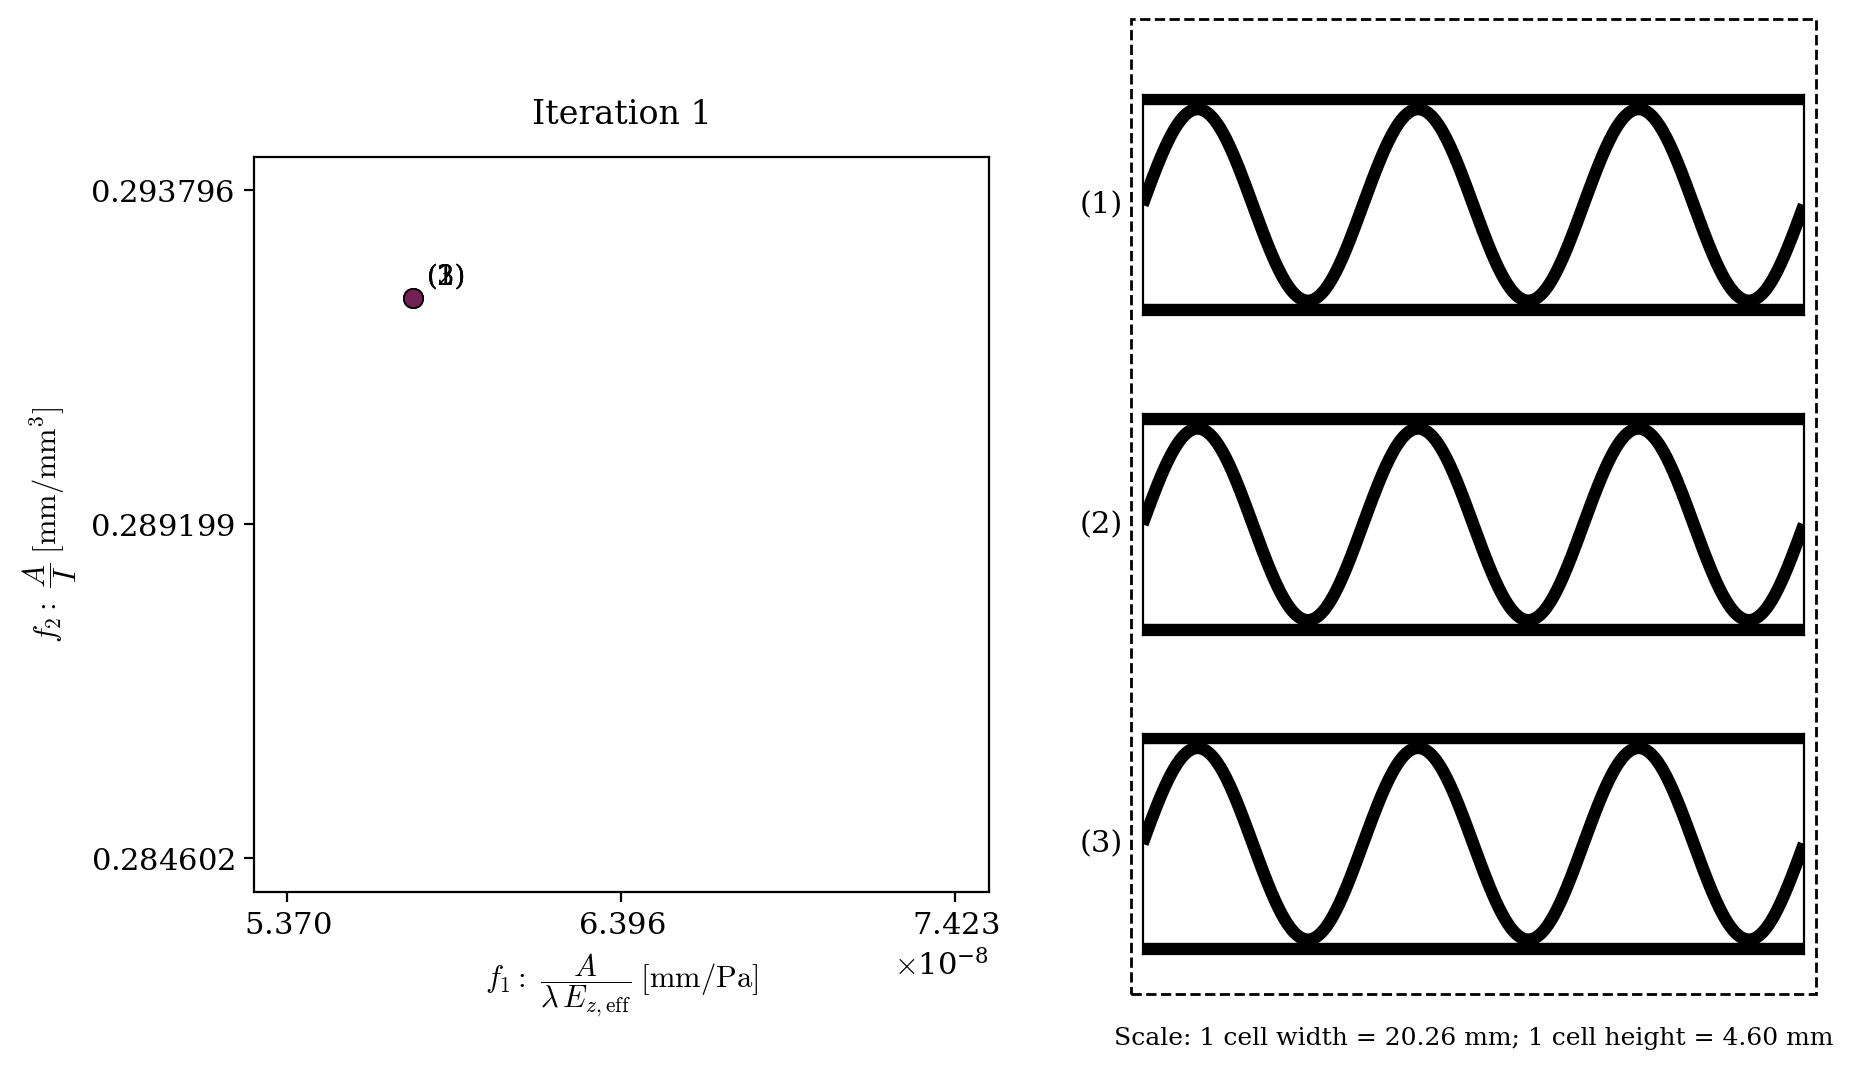 Iteration 1
0.293796
0.289199
0.284602
f₂ : A/I [mm/mm³]
5.370
6.396
7.423
×10⁻⁸
f₁ : A/(λ E_{z, eff}) [mm/Pa]
(1)
(2)
(3)
Scale: 1 cell width = 20.26 mm; 1 cell height = 4.60 mm